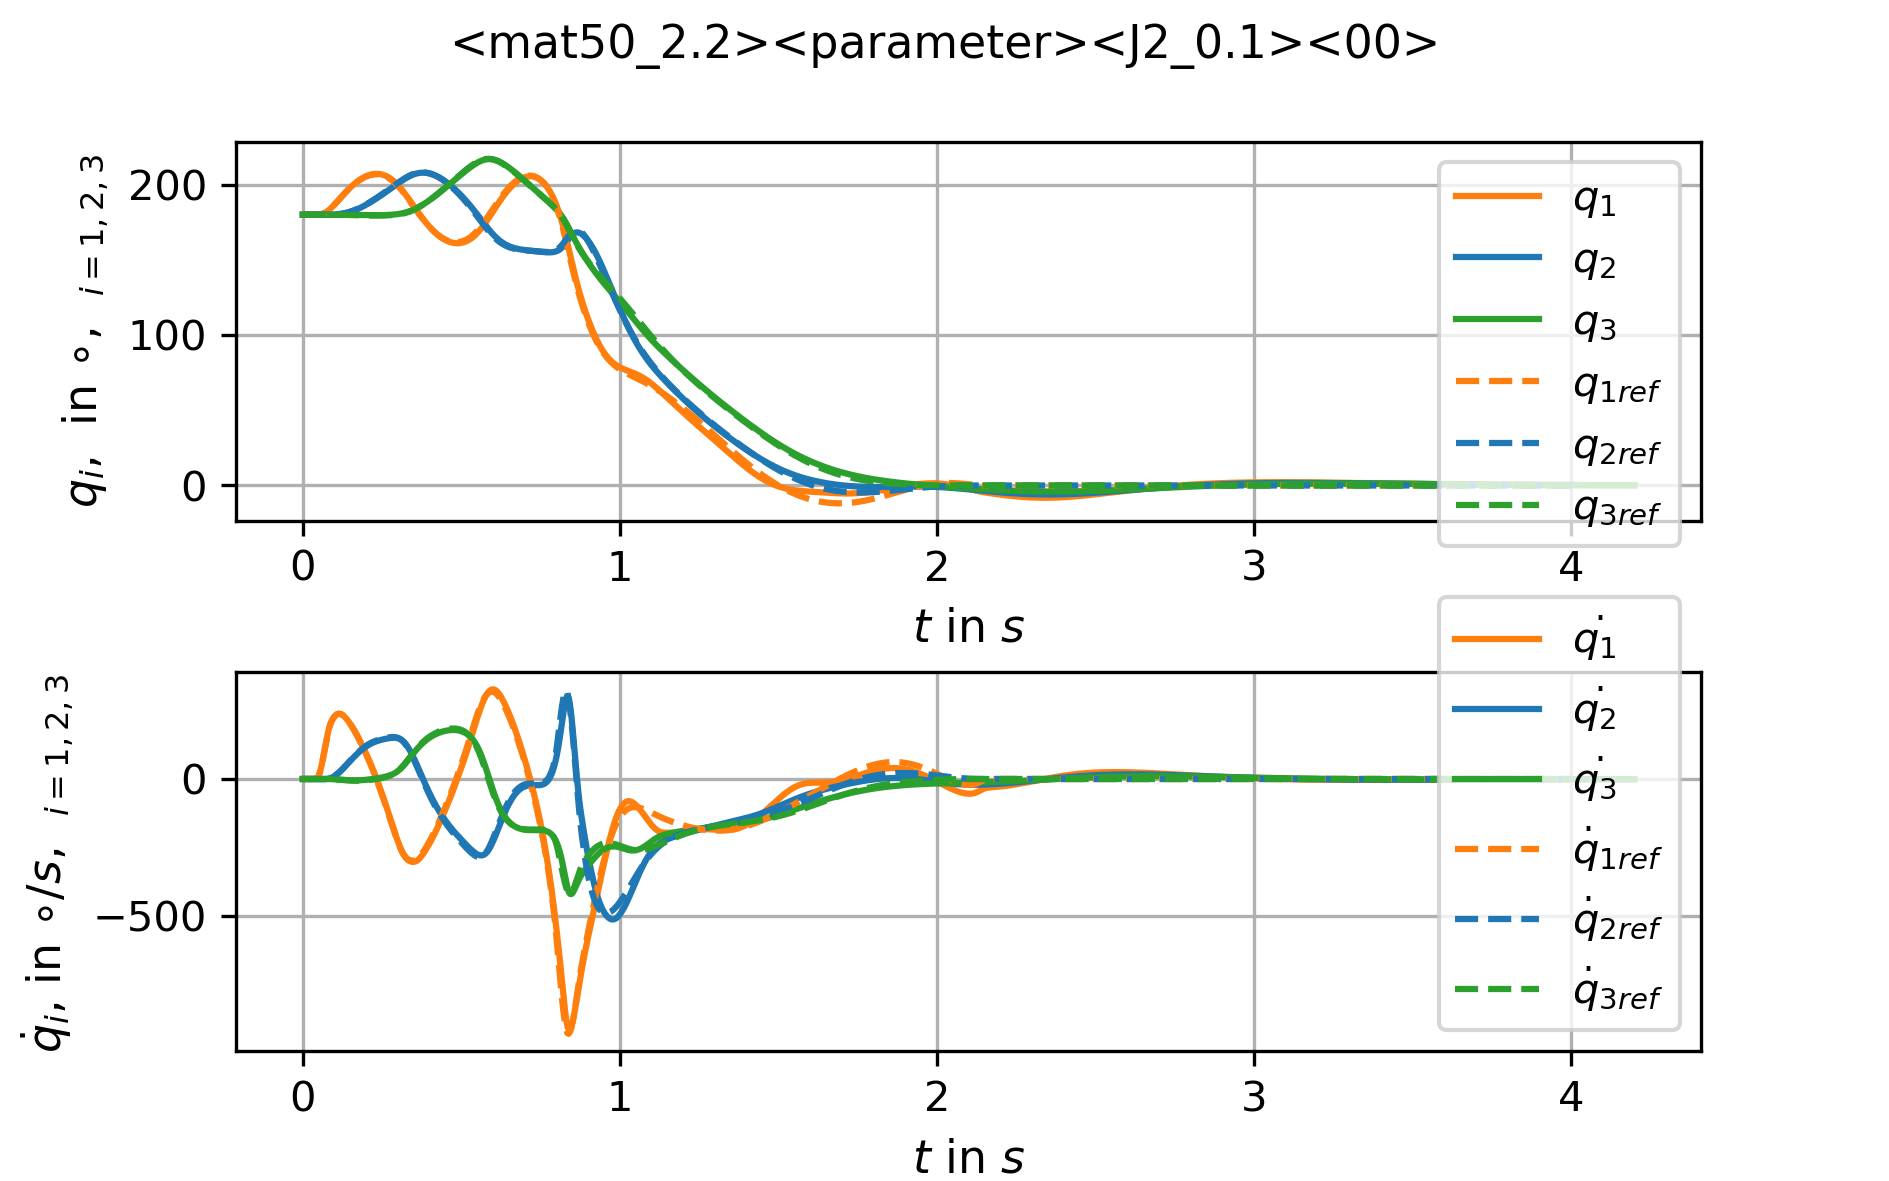 <mat50_2.2><parameter><J2_0.1><00>
qᵢ, in °, i = 1, 2, 3
200
100
0
q₁
q₂
q₃
q₁ref
q₂ref
q₃ref
0 1 2 3 4
t in s
q̇ᵢ, in °/s, i = 1, 2, 3
0
−500
q̇₁
q̇₂
q̇₃
q̇₁ref
q̇₂ref
q̇₃ref
0 1 2 3 4
t in s